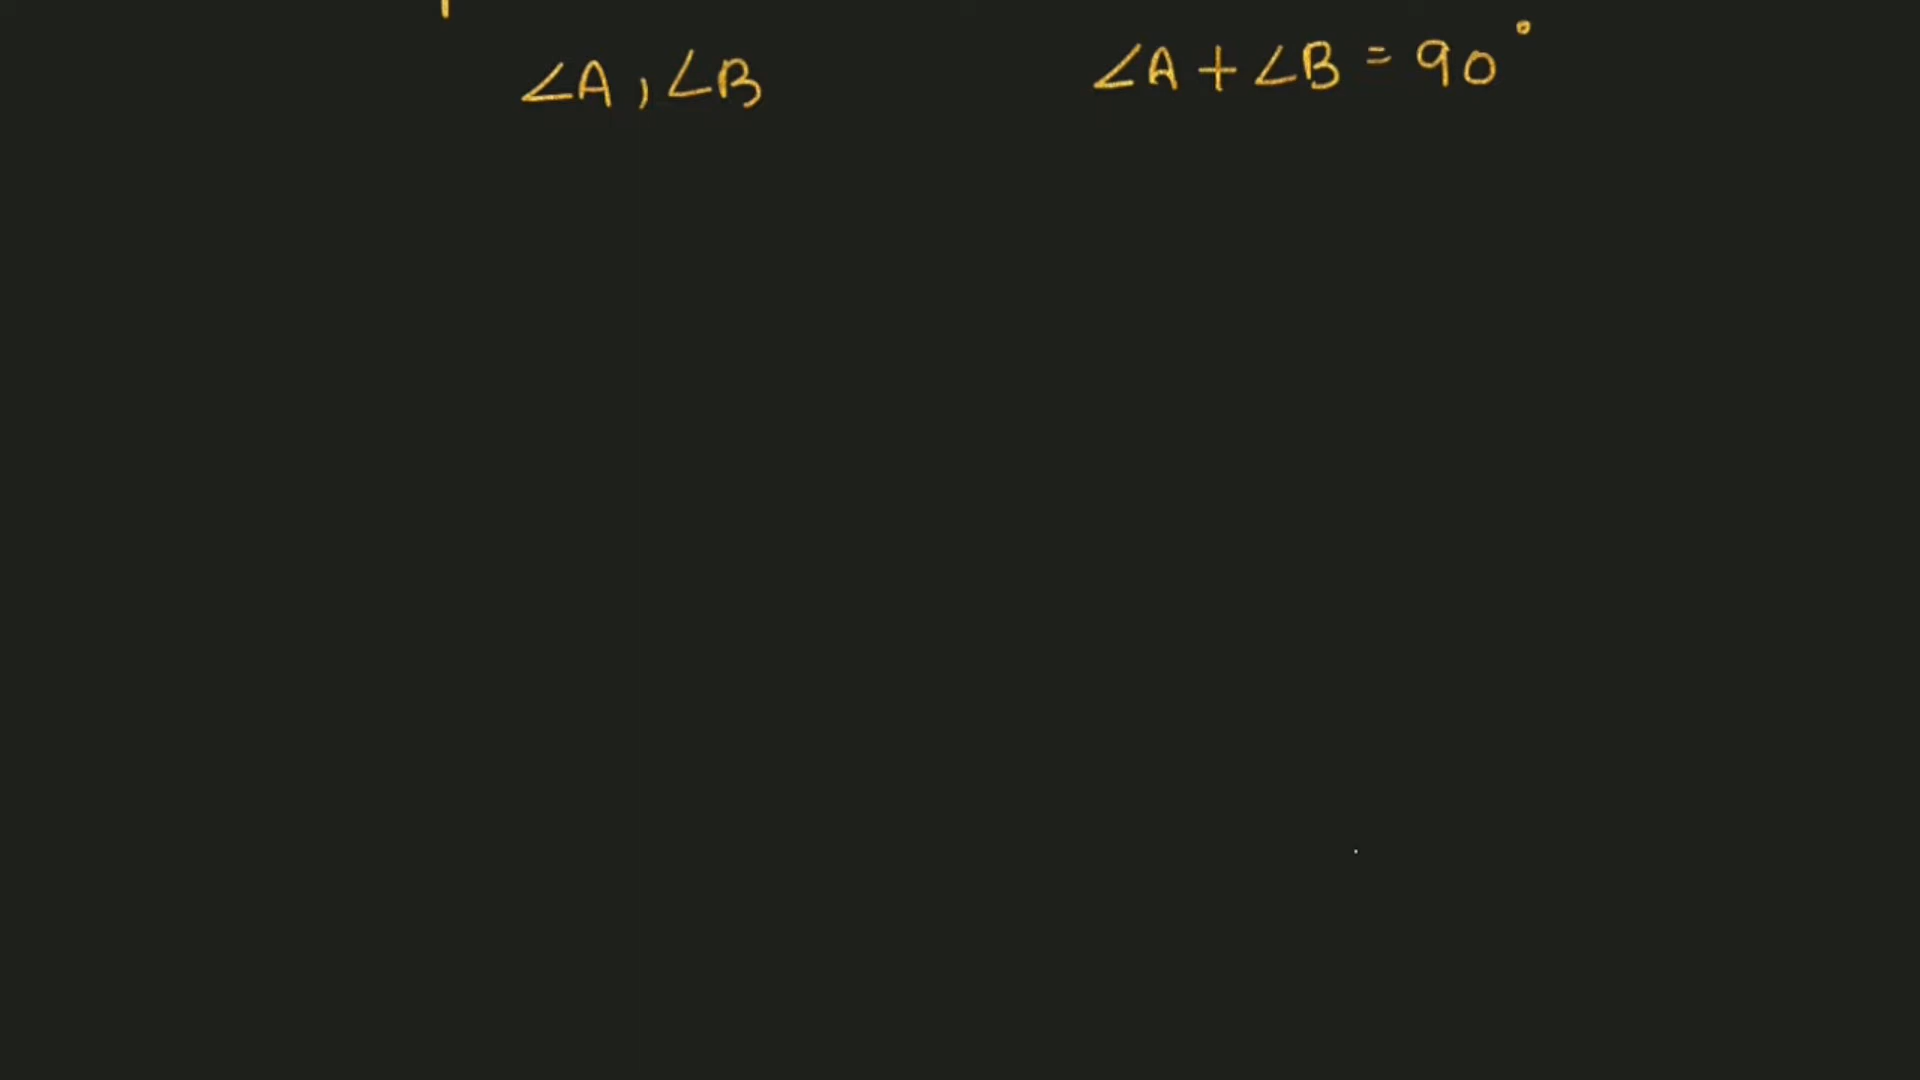 ∠A , ∠B ∠A + ∠B = 90°